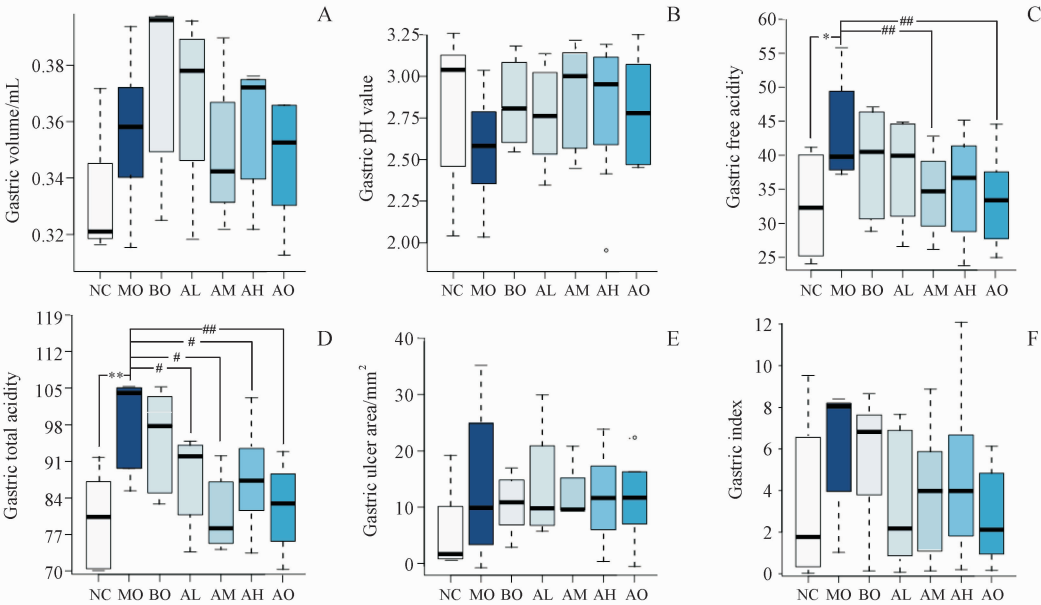 A
Gastric volume/mL
0.38
0.36
0.34
0.32
NC MO BO AL AM AH AO
B
Gastric pH value
3.25
3.00
2.75
2.50
2.25
2.00
NC MO BO AL AM AH AO
C
Gastric free acidity
60
55
50
45
40
35
30
25
*
##
##
NC MO BO AL AM AH AO
D
Gastric total acidity
119
112
105
98
91
84
77
70
##
#
#
#
**
NC MO BO AL AM AH AO
E
Gastric ulcer area/mm²
40
30
20
10
0
NC MO BO AL AM AH AO
F
Gastric index
12
10
8
6
4
2
0
NC MO BO AL AM AH AO